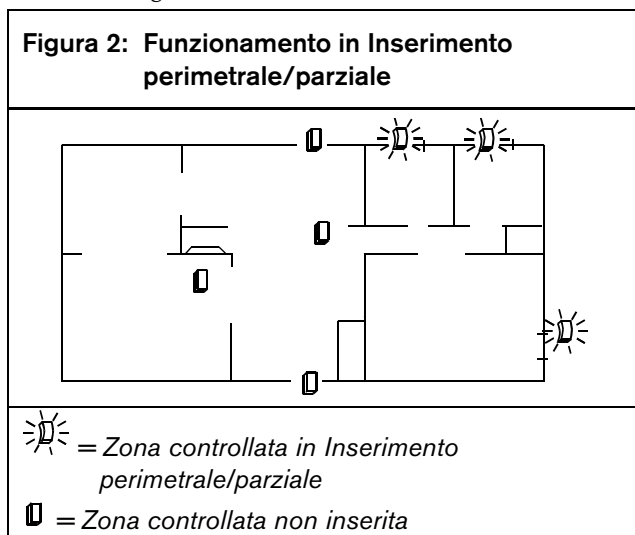 Figura 2: Funzionamento in Inserimento
perimetrale/parziale
= Zona controllata in Inserimento
perimetrale/parziale
= Zona controllata non inserita